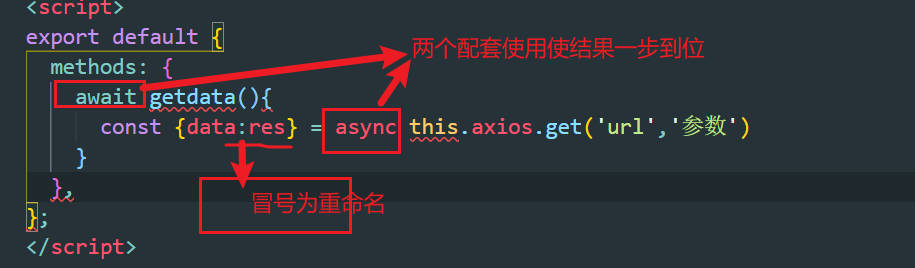 <script>
export default {
两个配套使用使结果一步到位
methods: {
await getdata(){
const {data:res} = async this.axios.get('url','参数')
}
},
冒号为重命名
};
</script>